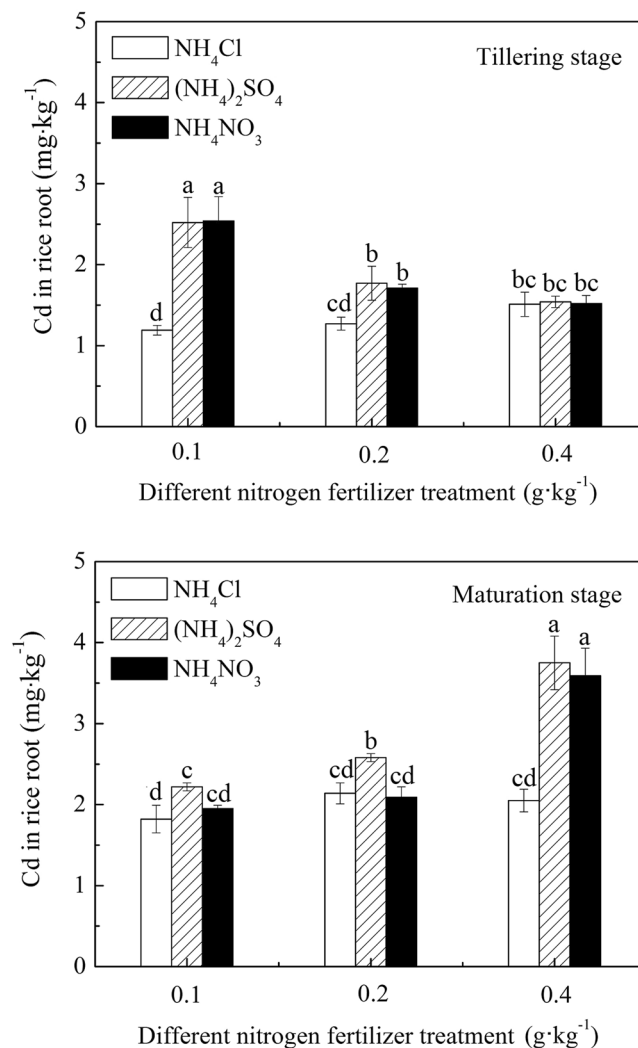 5
4
3
2
1
0
Cd in rice root (mg·kg⁻¹)
NH₄Cl
(NH₄)₂SO₄
NH₄NO₃
Tillering stage
d a a
cd b b
bc bc bc
0.1 0.2 0.4
Different nitrogen fertilizer treatment (g·kg⁻¹)
5
4
3
2
1
0
Cd in rice root (mg·kg⁻¹)
NH₄Cl
(NH₄)₂SO₄
NH₄NO₃
Maturation stage
d c cd
cd b cd
cd a a
0.1 0.2 0.4
Different nitrogen fertilizer treatment (g·kg⁻¹)